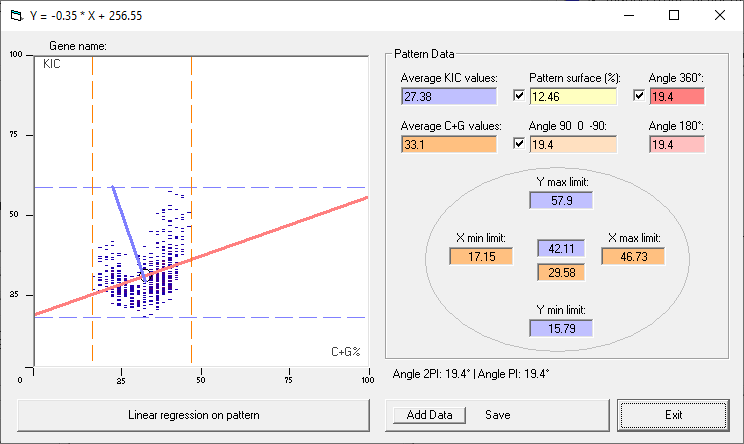 Y = -0.35 * X + 256.55
Gene name:
100
KIC
75
50
25
0
C+G%
0 25 50 75 100
Linear regression on pattern
Pattern Data
Average KIC values: Pattern surface (%): Angle 360°:
27.38 12.46 19.4
Average C+G values: Angle 90 0 -90: Angle 180°:
33.1 19.4 19.4
Y max limit:
57.9
X min limit: 42.11 X max limit:
17.15 29.58 46.73
Y min limit:
15.79
Angle 2PI: 19.4° | Angle PI: 19.4°
Add Data Save Exit